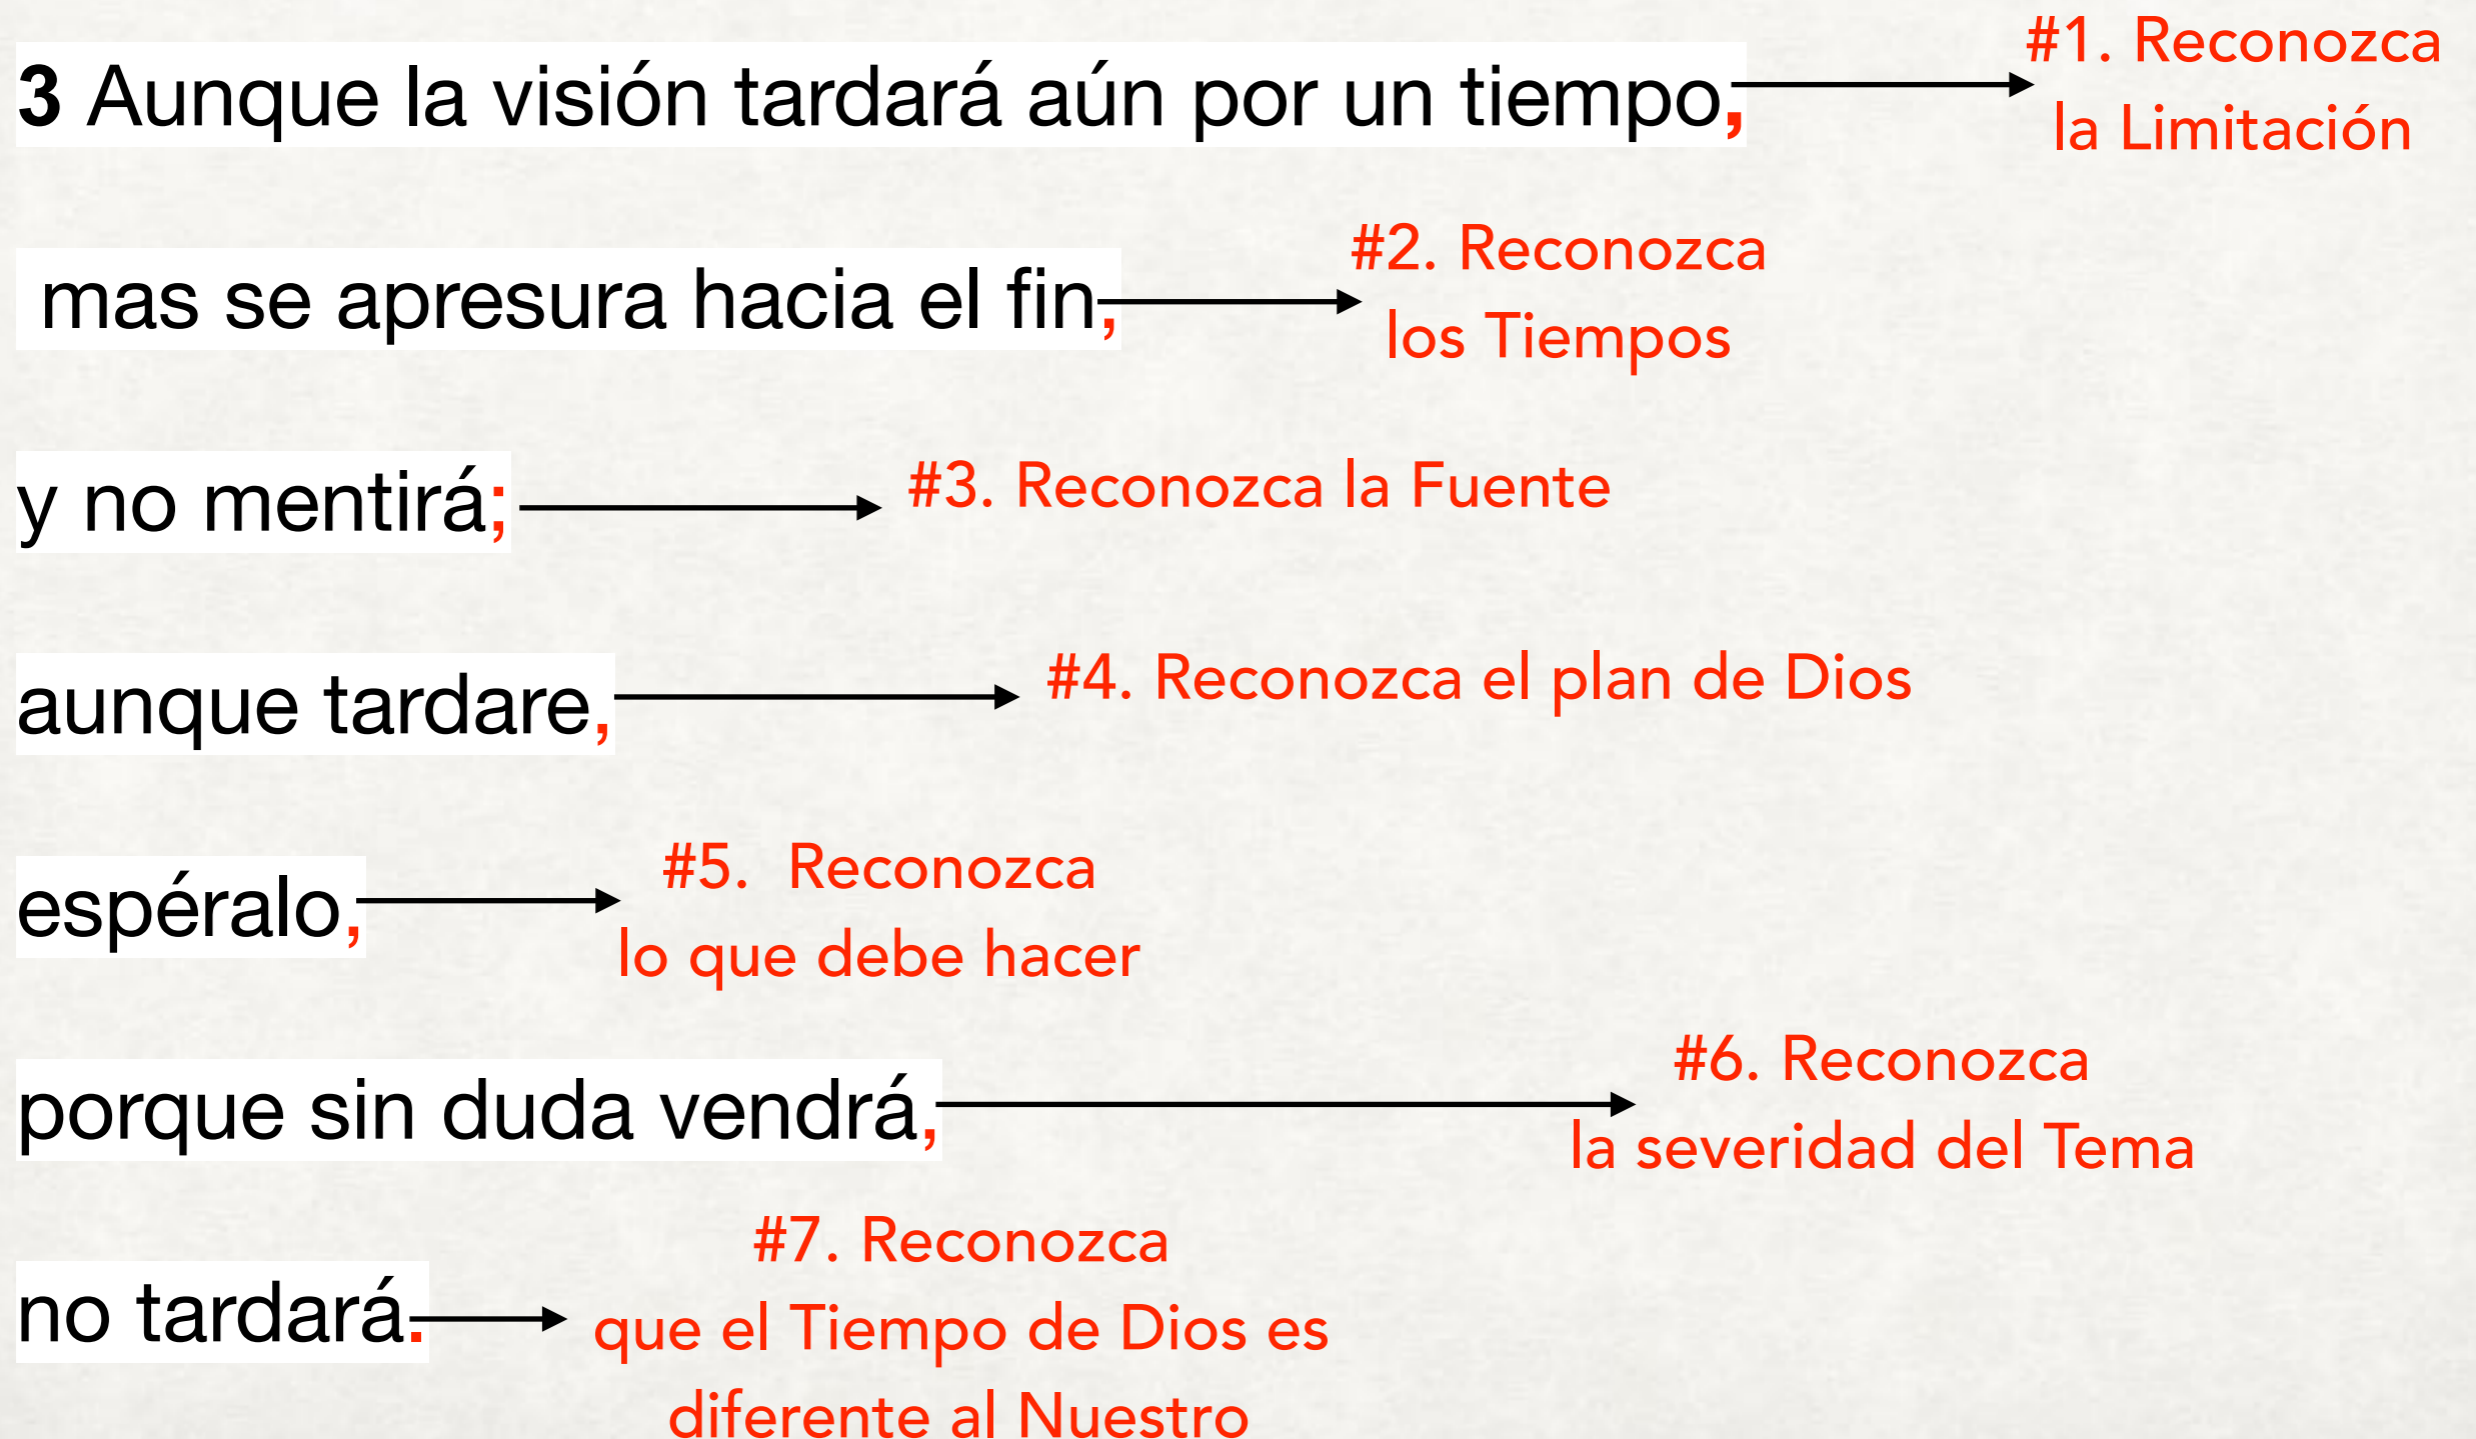 3 Aunque la visión tardará aún por un tiempo,
#1. Reconozca
la Limitación
mas se apresura hacia el fin,
#2. Reconozca
los Tiempos
y no mentirá;
#3. Reconozca la Fuente
aunque tardare,
#4. Reconozca el plan de Dios
espéralo,
#5. Reconozca
lo que debe hacer
porque sin duda vendrá,
#6. Reconozca
la severidad del Tema
no tardará.
#7. Reconozca
que el Tiempo de Dios es
diferente al Nuestro